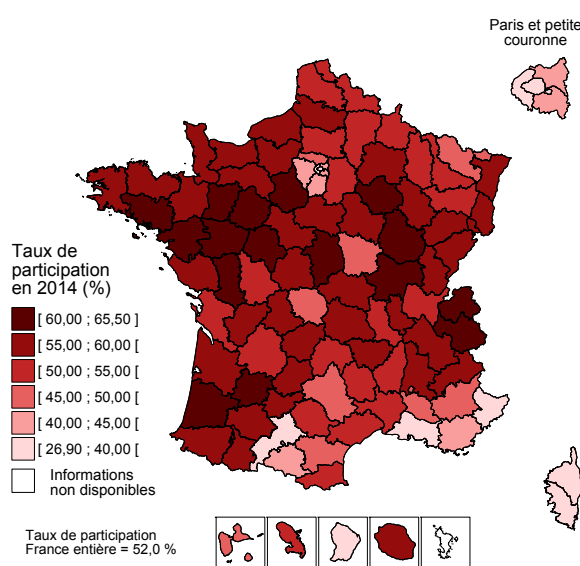 Paris et petite
couronne
Taux de
participation
en 2014 (%)
[ 60,00 ; 65,50 ]
[ 55,00 ; 60,00 [
[ 50,00 ; 55,00 [
[ 45,00 ; 50,00 [
[ 40,00 ; 45,00 [
[ 26,90 ; 40,00 [
Informations
non disponibles
Taux de participation
France entière = 52,0 %